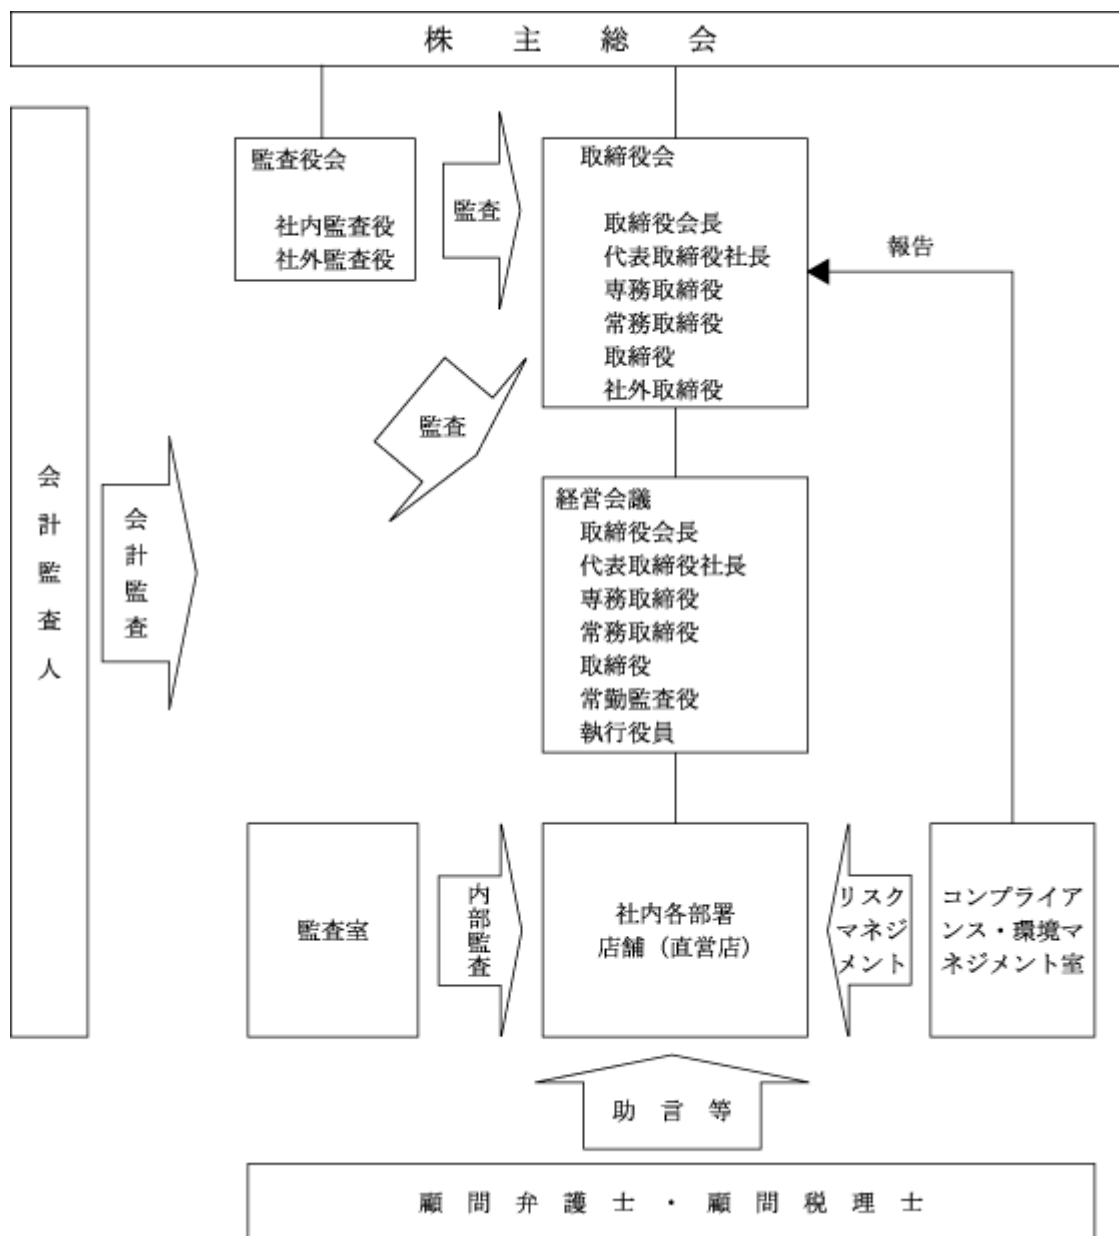 株主総会
監査役会
社内監査役
社外監査役
監査
取締役会
取締役会長
代表取締役社長
専務取締役
常務取締役
取締役
社外取締役
報告
監査
会計監査人
会計監査
経営会議
取締役会長
代表取締役社長
専務取締役
常務取締役
取締役
常勤監査役
執行役員
監査室
内部監査
社内各部署
店舗（直営店）
リスク
マネジ
メント
コンプライア
ンス・環境マ
ネジメント室
助言等
顧問弁護士・顧問税理士